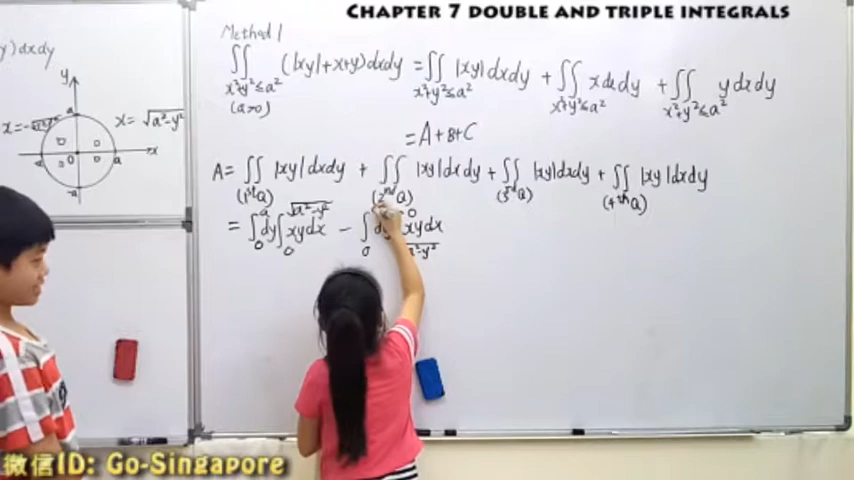 CHAPTER 7 DOUBLE AND TRIPLE INTEGRALS
y)dxdy
y
a
x=-√a²-y²
x=√a²-y²
-a 0 a x
-a
Method 1
∬ (|xy|+x+y)dxdy = ∬ |xy|dxdy + ∬ xdxdy + ∬ ydxdy
x²+y²≤a² x²+y²≤a² x²+y²≤a² x²+y²≤a²
(a>0)
=A+B+C
A= ∬ |xy|dxdy + ∬ |xy|dxdy + ∬ |xy|dxdy + ∬ |xy|dxdy
(1st Q) (2nd Q) (3rd Q) (4th Q)
= ∫₀ᵃ dy ∫₀^√a²-y² xydx - ∫₀ dy xydx
微信ID: Go-Singapore